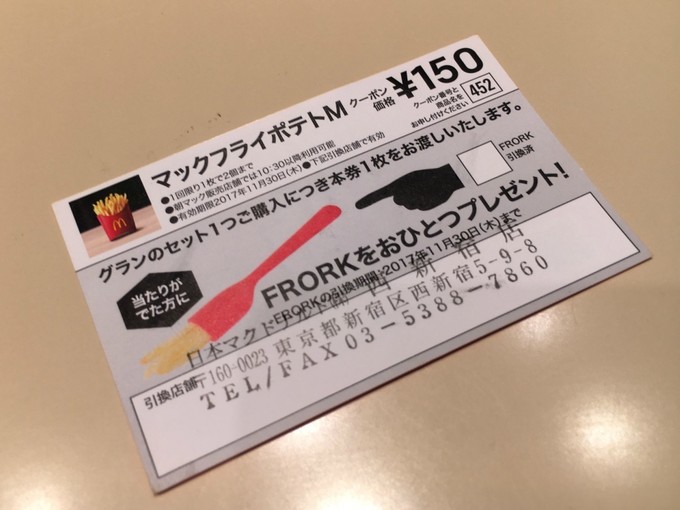 マックフライポテトM クーポン価格 ¥150
クーポン番号と
商品名を
お申し付けください
452
●1回限り1枚で2個まで
●朝マック販売店舗では10:30以降利用可能
●有効期限2017年11月30日(木)●下記引換店舗で有効
グランのセット1つご購入につき本券1枚をお渡しいたします。
FRORK
引換済
当たりが
でた方に
FRORKをおひとつプレゼント!
FRORKの引換期間:2017年11月30日(木)まで
日本マクドナルド 西新宿店
引換店舗
〒160-0023 東京都新宿区西新宿5-9-8
TEL/FAX 03-5388-7860